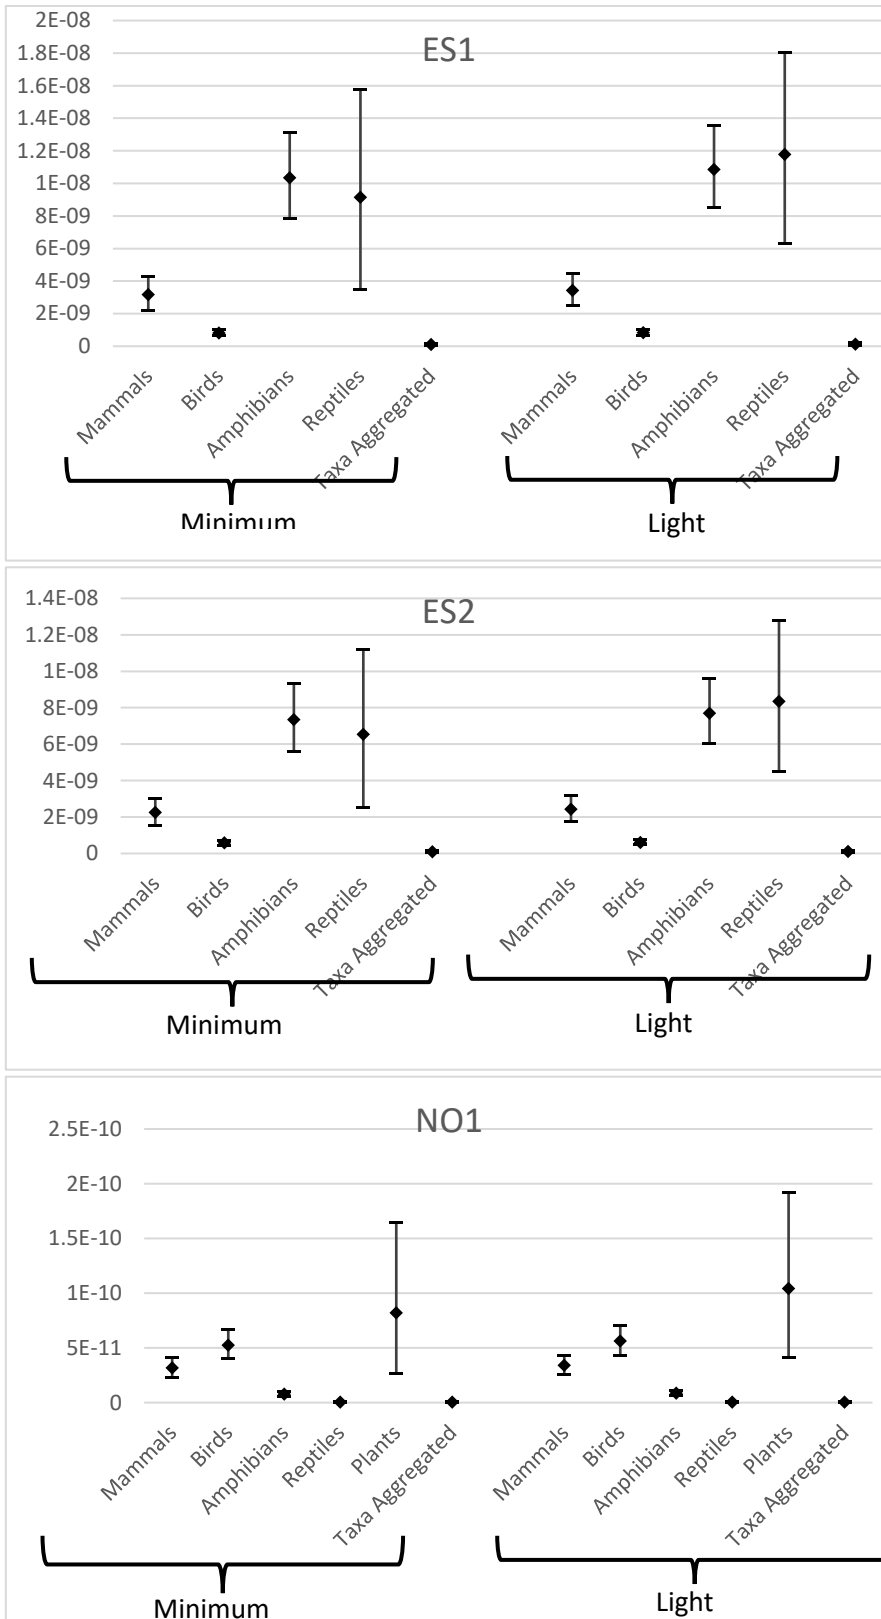 ES1
2E-08
1.8E-08
1.6E-08
1.4E-08
1.2E-08
1E-08
8E-09
6E-09
4E-09
2E-09
0
Mammals
Birds
Amphibians
Reptiles
Taxa Aggregated
Mammals
Birds
Amphibians
Reptiles
Taxa Aggregated
Minimum
Light
ES2
1.4E-08
1.2E-08
1E-08
8E-09
6E-09
4E-09
2E-09
0
Mammals
Birds
Amphibians
Reptiles
Taxa Aggregated
Mammals
Birds
Amphibians
Reptiles
Taxa Aggregated
Minimum
Light
NO1
2.5E-10
2E-10
1.5E-10
1E-10
5E-11
0
Mammals
Birds
Amphibians
Reptiles
Plants
Taxa Aggregated
Mammals
Birds
Amphibians
Reptiles
Plants
Taxa Aggregated
Minimum
Light